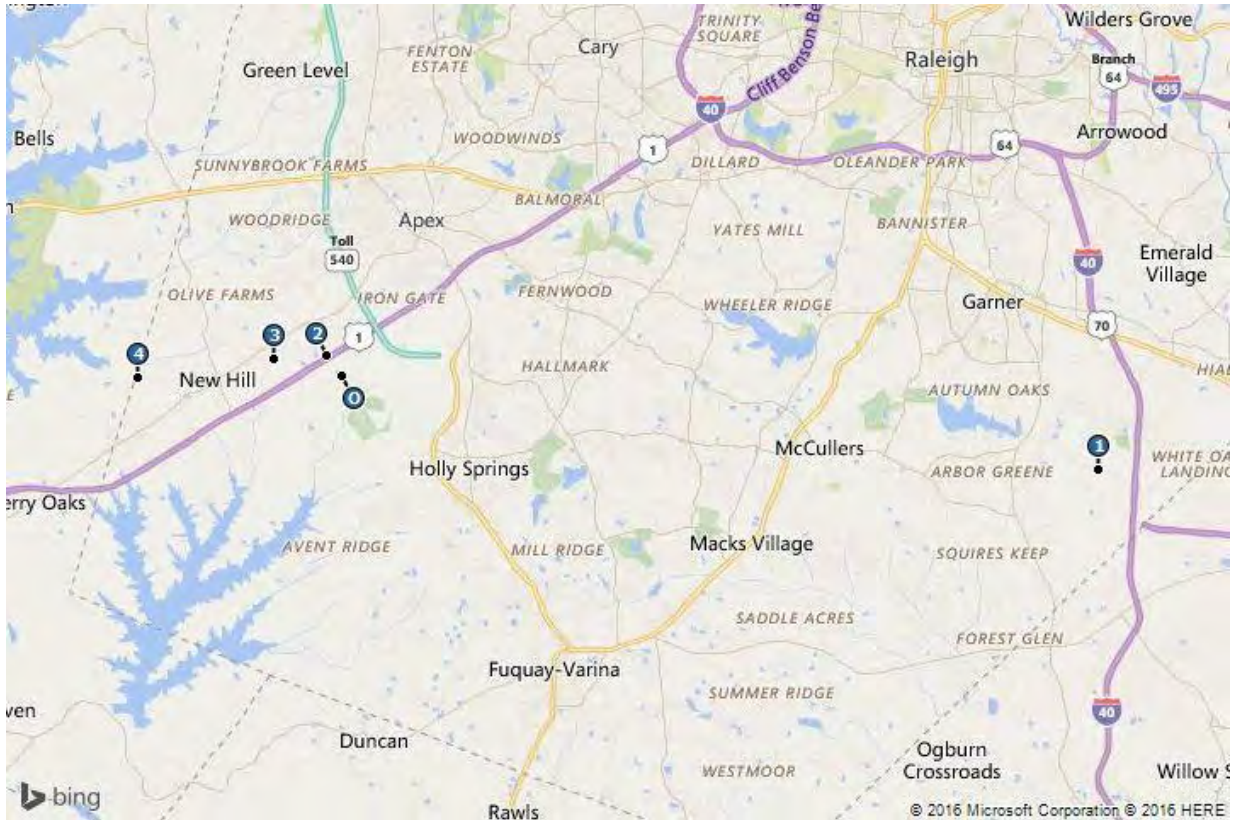 TRINITY
SQUARE
Wilders Grove
Cary
FENTON
ESTATE
Raleigh
Green Level
Cliff Benson Be
Branch
64
495
40
Bells
WOODWINDS
1
64
Arrowood
SUNNYBROOK FARMS
DILLARD
OLEANDER PARK
BALMORAL
WOODRIDGE
Apex
YATES MILL
BANNISTER
Toll
540
40
Emerald
Village
OLIVE FARMS
IRON GATE
FERNWOOD
WHEELER RIDGE
Garner
70
3
2
1
4
HALLMARK
New Hill
0
AUTUMN OAKS
McCullers
1
Holly Springs
ARBOR GREENE
WHITE OA
LANDING
erry Oaks
AVENT RIDGE
MILL RIDGE
Macks Village
SQUIRES KEEP
SADDLE ACRES
FOREST GLEN
Fuquay-Varina
SUMMER RIDGE
ven
40
Duncan
Ogburn
Crossroads
WESTMOOR
Willow S
bing
Rawls
© 2016 Microsoft Corporation © 2016 HERE